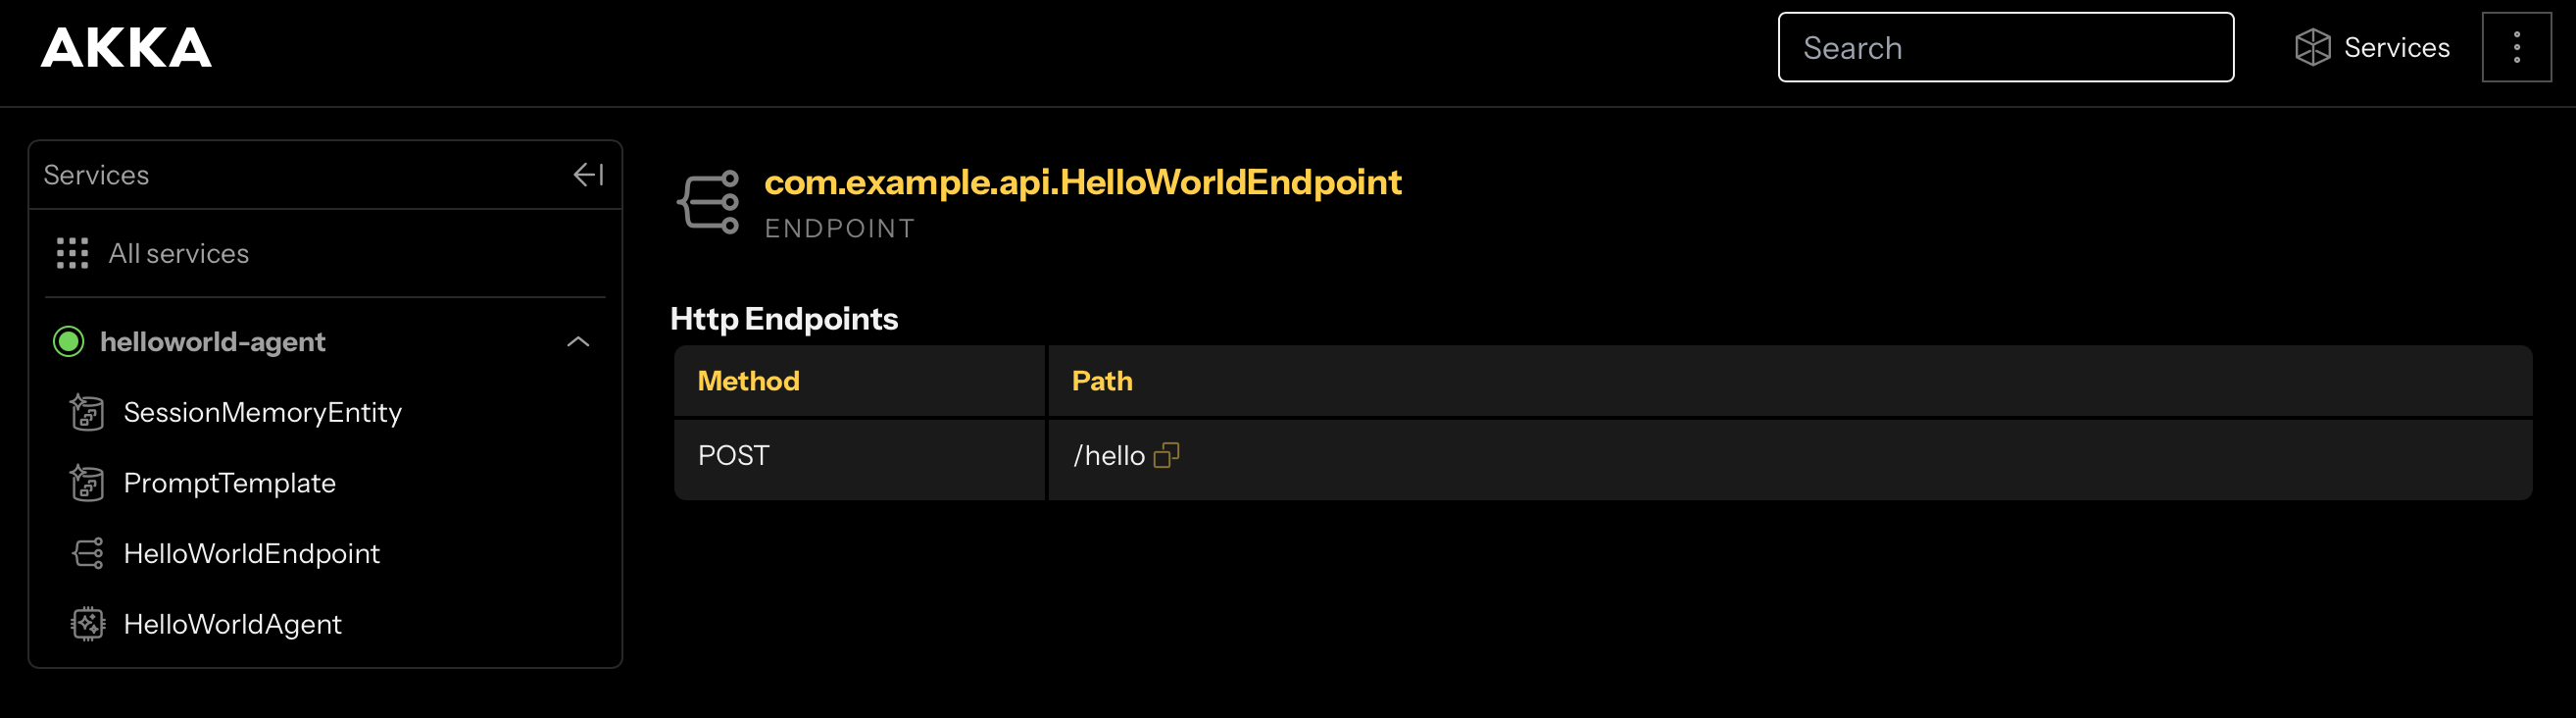 AKKA
Search
Services
Services
All services
helloworld-agent
SessionMemoryEntity
PromptTemplate
HelloWorldEndpoint
HelloWorldAgent
com.example.api.HelloWorldEndpoint
ENDPOINT
Http Endpoints
Method Path
POST /hello